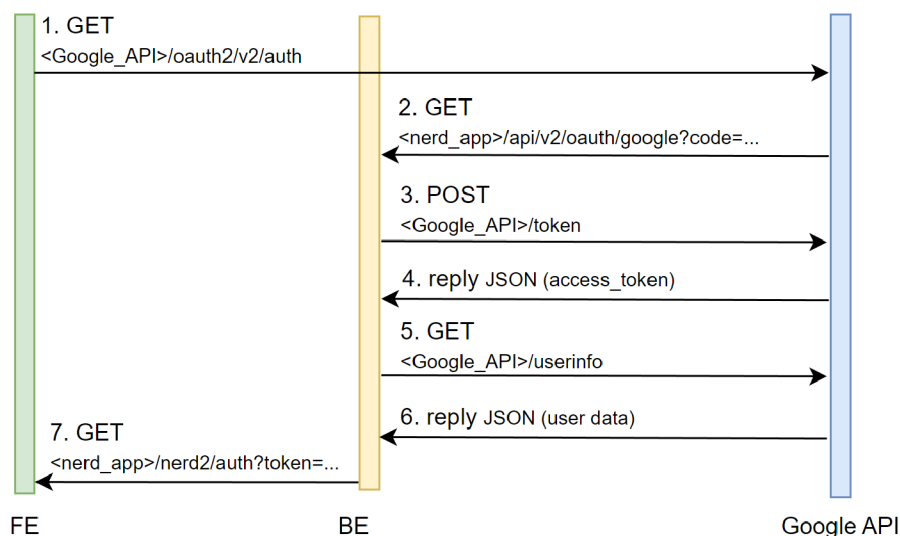 1. GET
<Google_API>/oauth2/v2/auth
2. GET
<nerd_app>/api/v2/oauth/google?code=...
3. POST
<Google_API>/token
4. reply JSON (access_token)
5. GET
<Google_API>/userinfo
6. reply JSON (user data)
7. GET
<nerd_app>/nerd2/auth?token=...
FE
BE
Google API